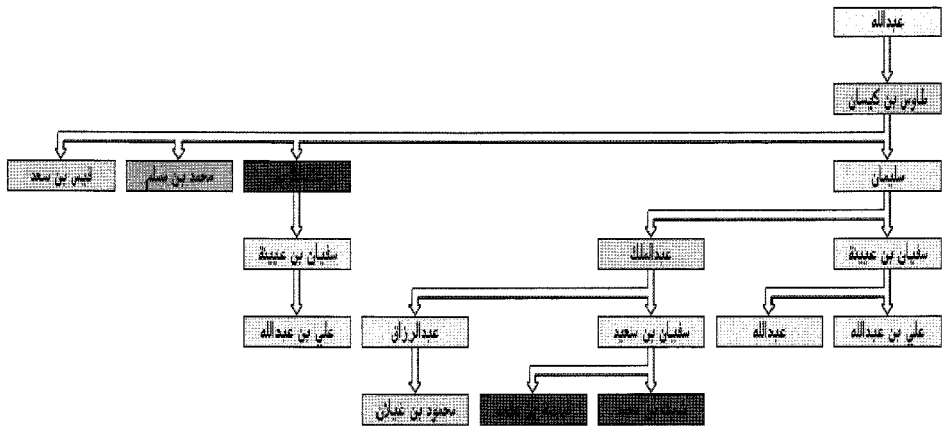 عبدالله
طاوس بن كيسان
سليمان
محمد بن مسلم
قيس بن سعد
سفيان بن عيينة
عبدالملك
سفيان بن عيينة
علي بن عبدالله
عبدالله
سفيان بن سعيد
عبدالرزاق
علي بن عبدالله
محمود بن غيلان